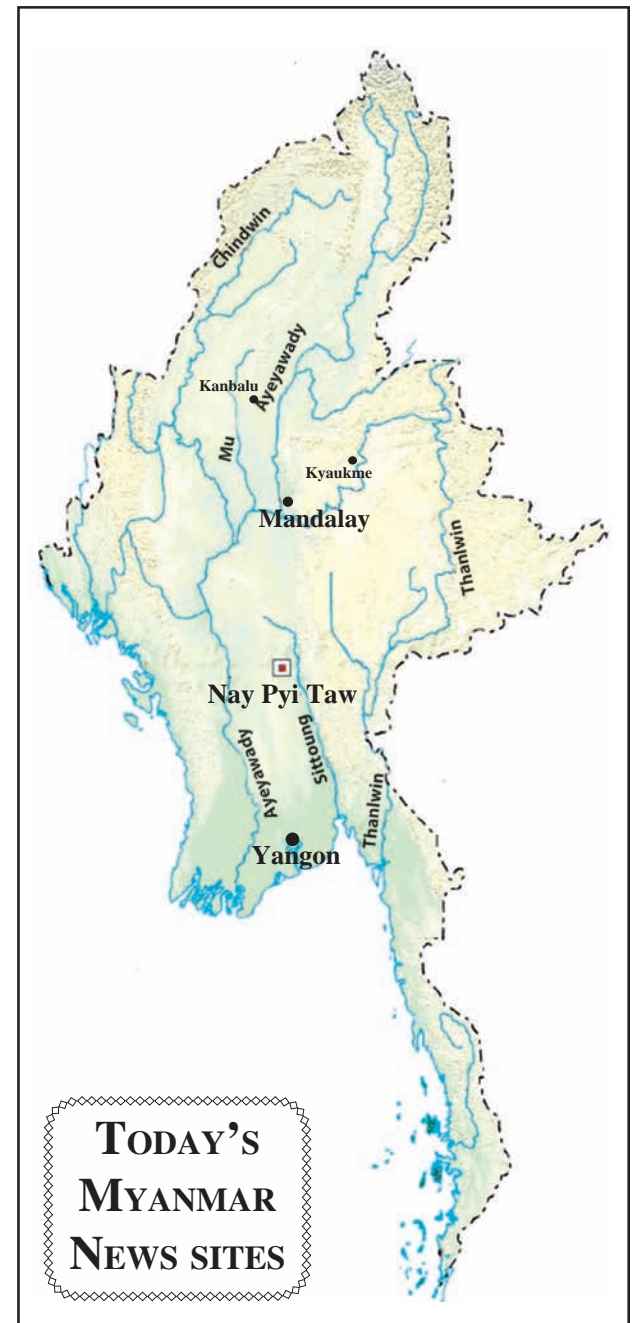 Chindwin
Ayeyawady
Kanbalu
Mu
Kyaukme
Mandalay
Thanlwin
Nay Pyi Taw
Sittoung
Ayeyawady
Thanlwin
Yangon
TODAY'S
MYANMAR
NEWS SITES